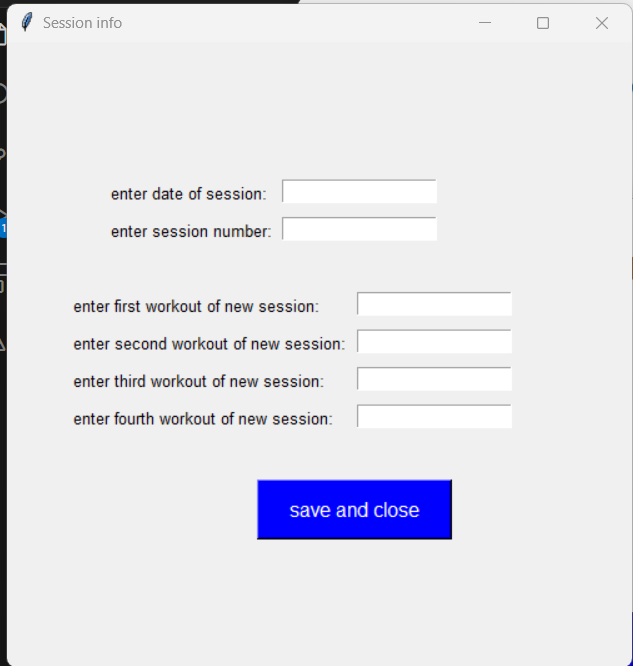 Session info
enter date of session:
enter session number:
enter first workout of new session:
enter second workout of new session:
enter third workout of new session:
enter fourth workout of new session:
save and close
1